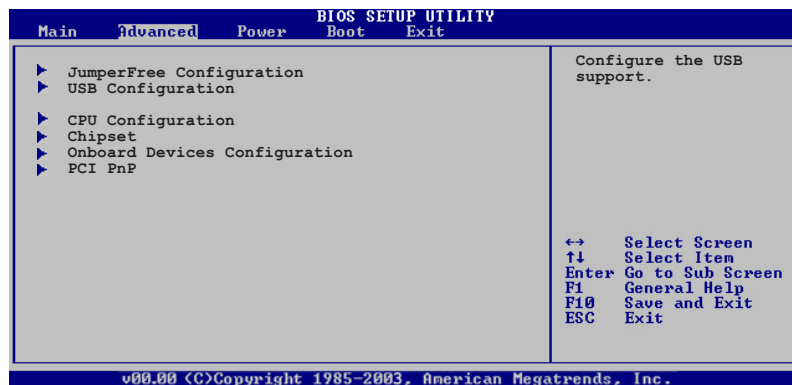 BIOS SETUP UTILITY
Main Advanced Power Boot Exit
JumperFree Configuration
USB Configuration
CPU Configuration
Chipset
Onboard Devices Configuration
PCI PnP
Configure the USB
support.
←→ Select Screen
↑↓ Select Item
Enter Go to Sub Screen
F1 General Help
F10 Save and Exit
ESC Exit
v00.00 (C)Copyright 1985-2003, American Megatrends, Inc.